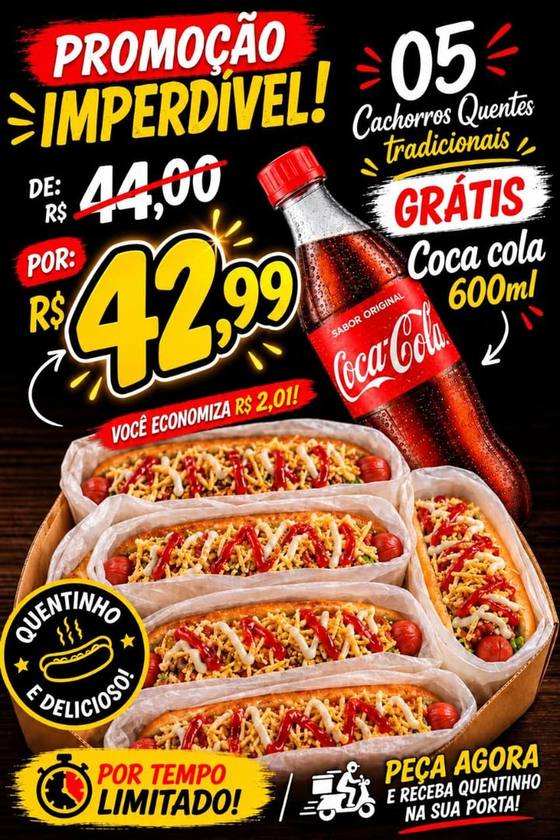 PROMOÇÃO
IMPERDÍVEL!
DE:
R$ 44,00
POR:
R$ 42,99
VOCÊ ECONOMIZA R$ 2,01!
05
Cachorros Quentes
tradicionais
GRÁTIS
Coca cola
600ml
SABOR ORIGINAL
Coca-Cola
QUENTINHO
E DELICIOSO!
POR TEMPO
LIMITADO!
PEÇA AGORA
E RECEBA QUENTINHO
NA SUA PORTA!